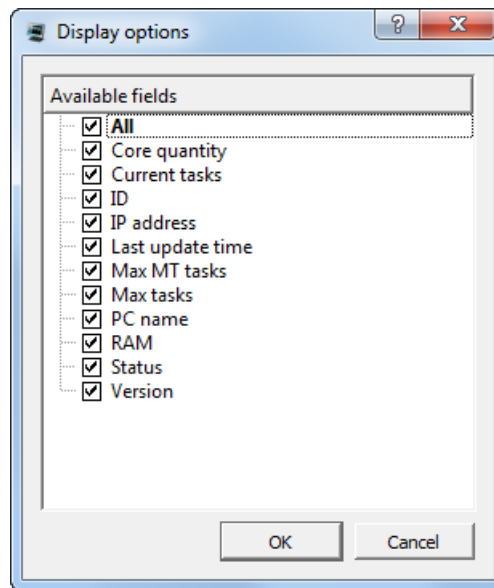 Display options
Available fields
All
Core quantity
Current tasks
ID
IP address
Last update time
Max MT tasks
Max tasks
PC name
RAM
Status
Version
OK Cancel